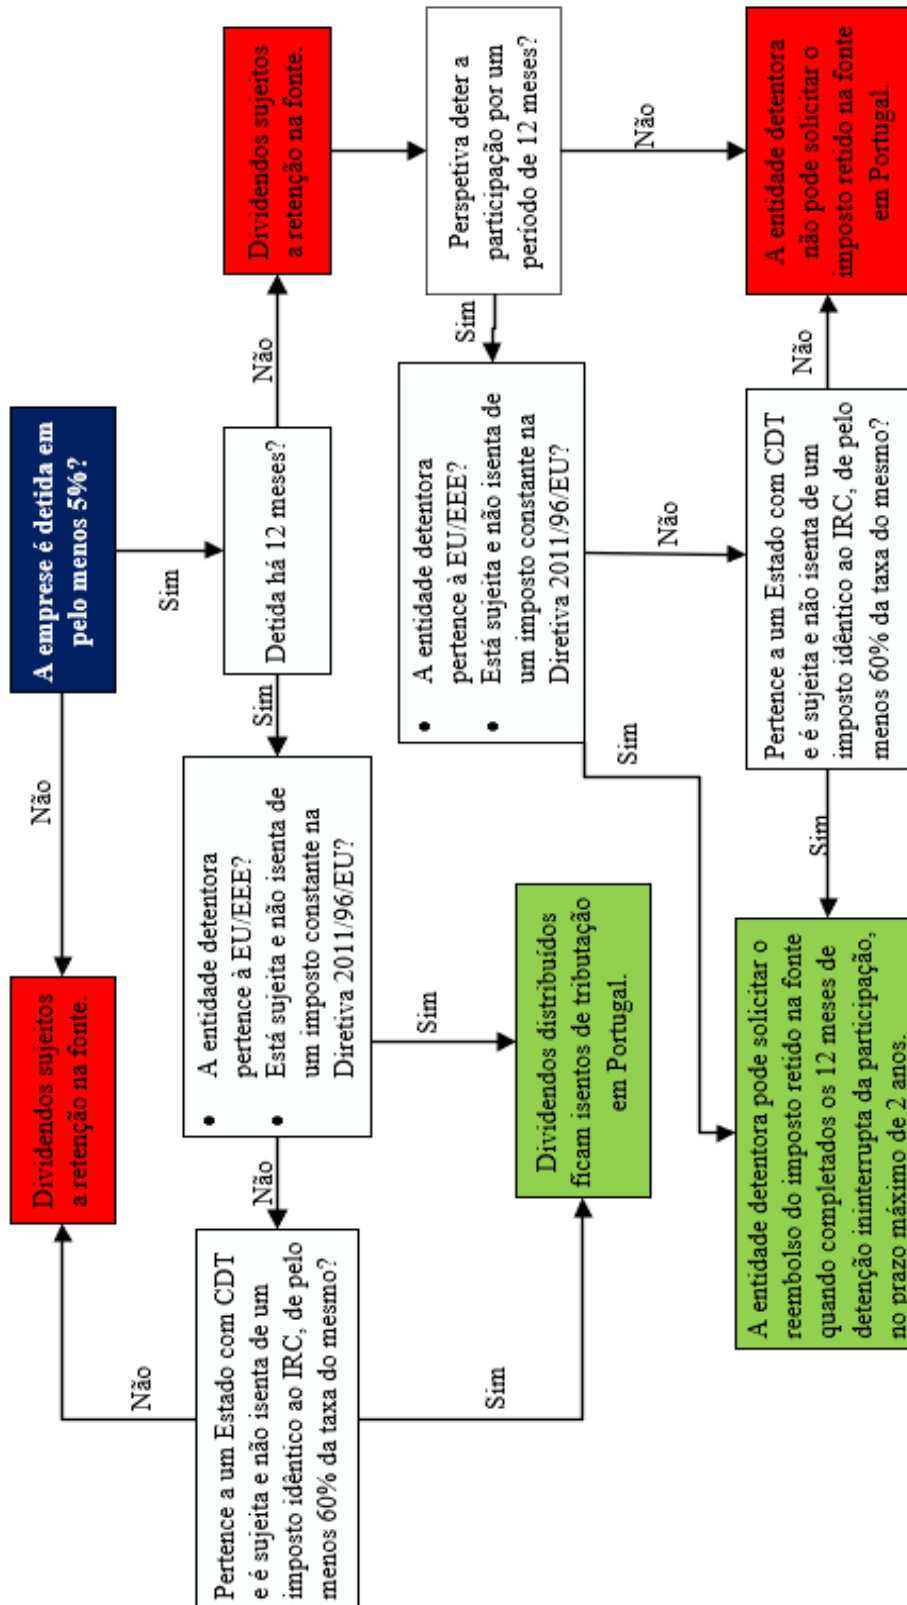 A emprese é detida em
pelo menos 5%?
Não
Sim
Dividendos sujeitos
a retenção na fonte.
Detida há 12 meses?
Não
Dividendos sujeitos
a retenção na fonte.
Sim
Não
A entidade detentora
pertence à EU/EEE?
Está sujeita e não isenta de
um imposto constante na
Diretiva 2011/96/EU?
Não
Sim
Pertence a um Estado com CDT
e é sujeita e não isenta de um
imposto idêntico ao IRC, de pelo
menos 60% da taxa do mesmo?
Sim
Dividendos distribuídos
ficam isentos de tributação
em Portugal.
Perspetiva deter a
participação por um
período de 12 meses?
Sim
Não
A entidade detentora
pertence à EU/EEE?
Está sujeita e não isenta de
um imposto constante na
Diretiva 2011/96/EU?
Sim
Não
Pertence a um Estado com CDT
e é sujeita e não isenta de um
imposto idêntico ao IRC, de pelo
menos 60% da taxa do mesmo?
Sim
Não
A entidade detentora pode solicitar o
reembolso do imposto retido na fonte
quando completados os 12 meses de
detenção ininterrupta da participação,
no prazo máximo de 2 anos.
A entidade detentora
não pode solicitar o
imposto retido na fonte
em Portugal.